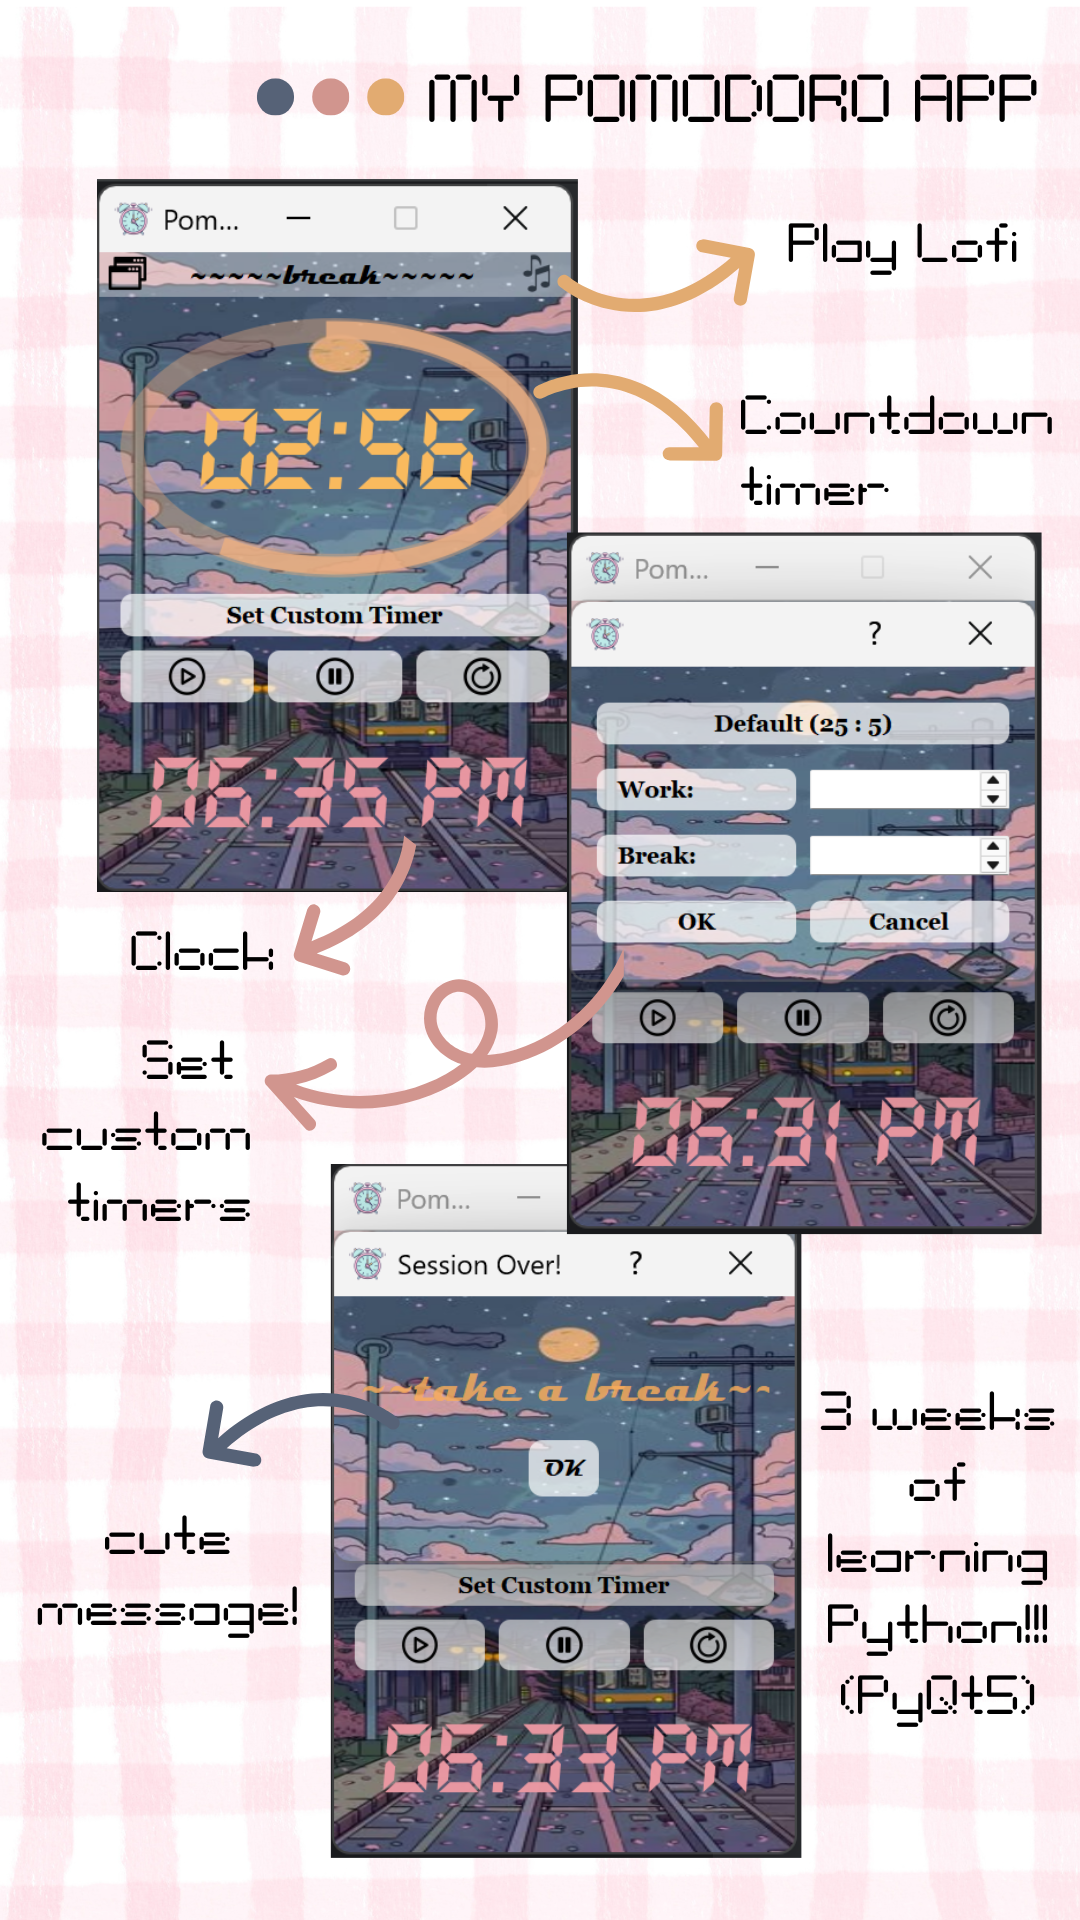 MY POMODORO APP
Pom...
~~~~~break~~~~~
02:56
Set Custom Timer
06:35 PM
Play Lofi
Countdown
timer
Pom...
?
Default (25 : 5)
Work:
Break:
OK
Cancel
06:31 PM
Clock
Set
custom
timers
Pom...
Session Over!
?
~~take a break~~
OK
Set Custom Timer
06:33 PM
cute
message!
3 weeks
of
learning
Python!!!
(PyQt5)